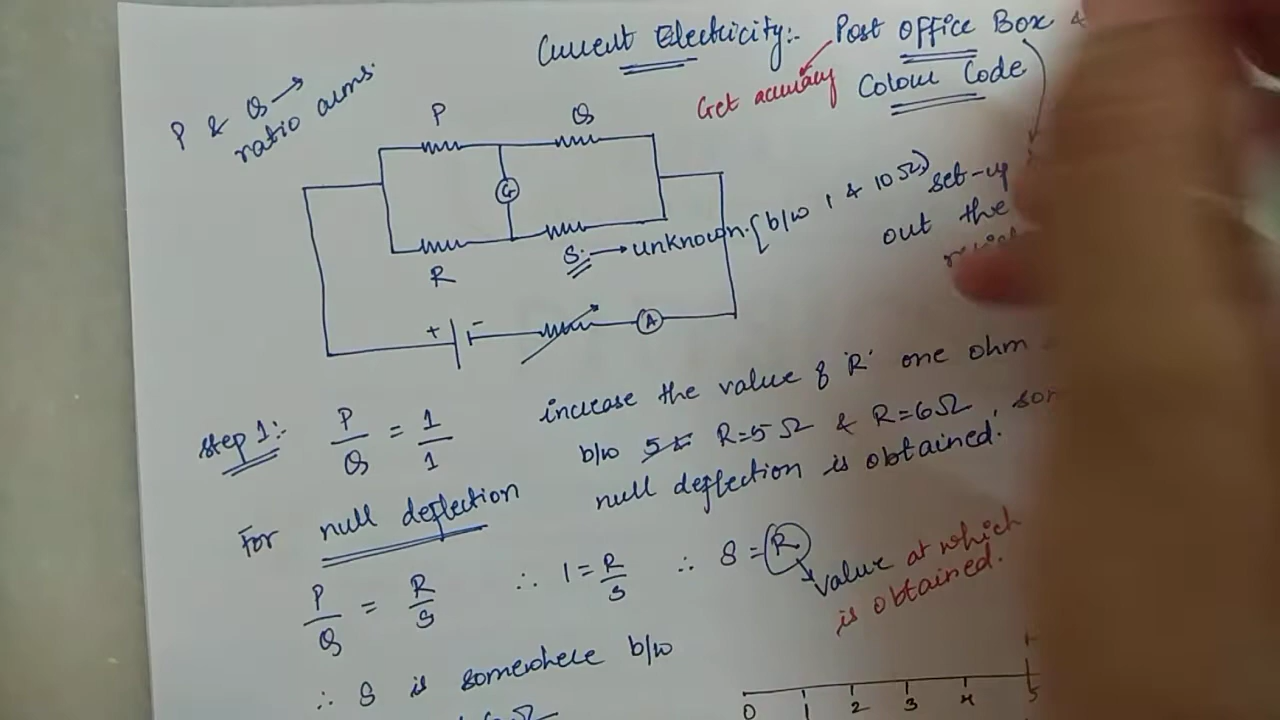 Current Electricity:- Post Office Box &
Colour Code
Get accuracy
P & Q →
ratio arms.
P Q
G
R
S. → unknown. {b/w 1 & 10 Ω)
set-up
out the
+ -
A
Step 1:- P/Q = 1/1
increase the value of 'R' one ohm
b/w R=5 Ω & R=6Ω,
null deflection is obtained.
For null deflection
P/Q = R/S ∴ 1 = R/S ∴ S = R
value at which
is obtained.
∴ S is somewhere b/w
6Ω
0 1 2 3 4 5